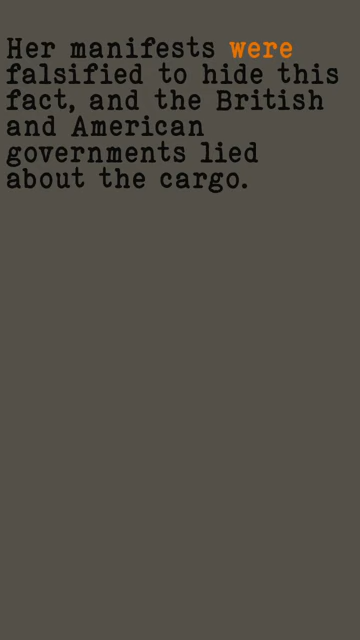 Her manifests were
falsified to hide this
fact, and the British
and American
governments lied
about the cargo.